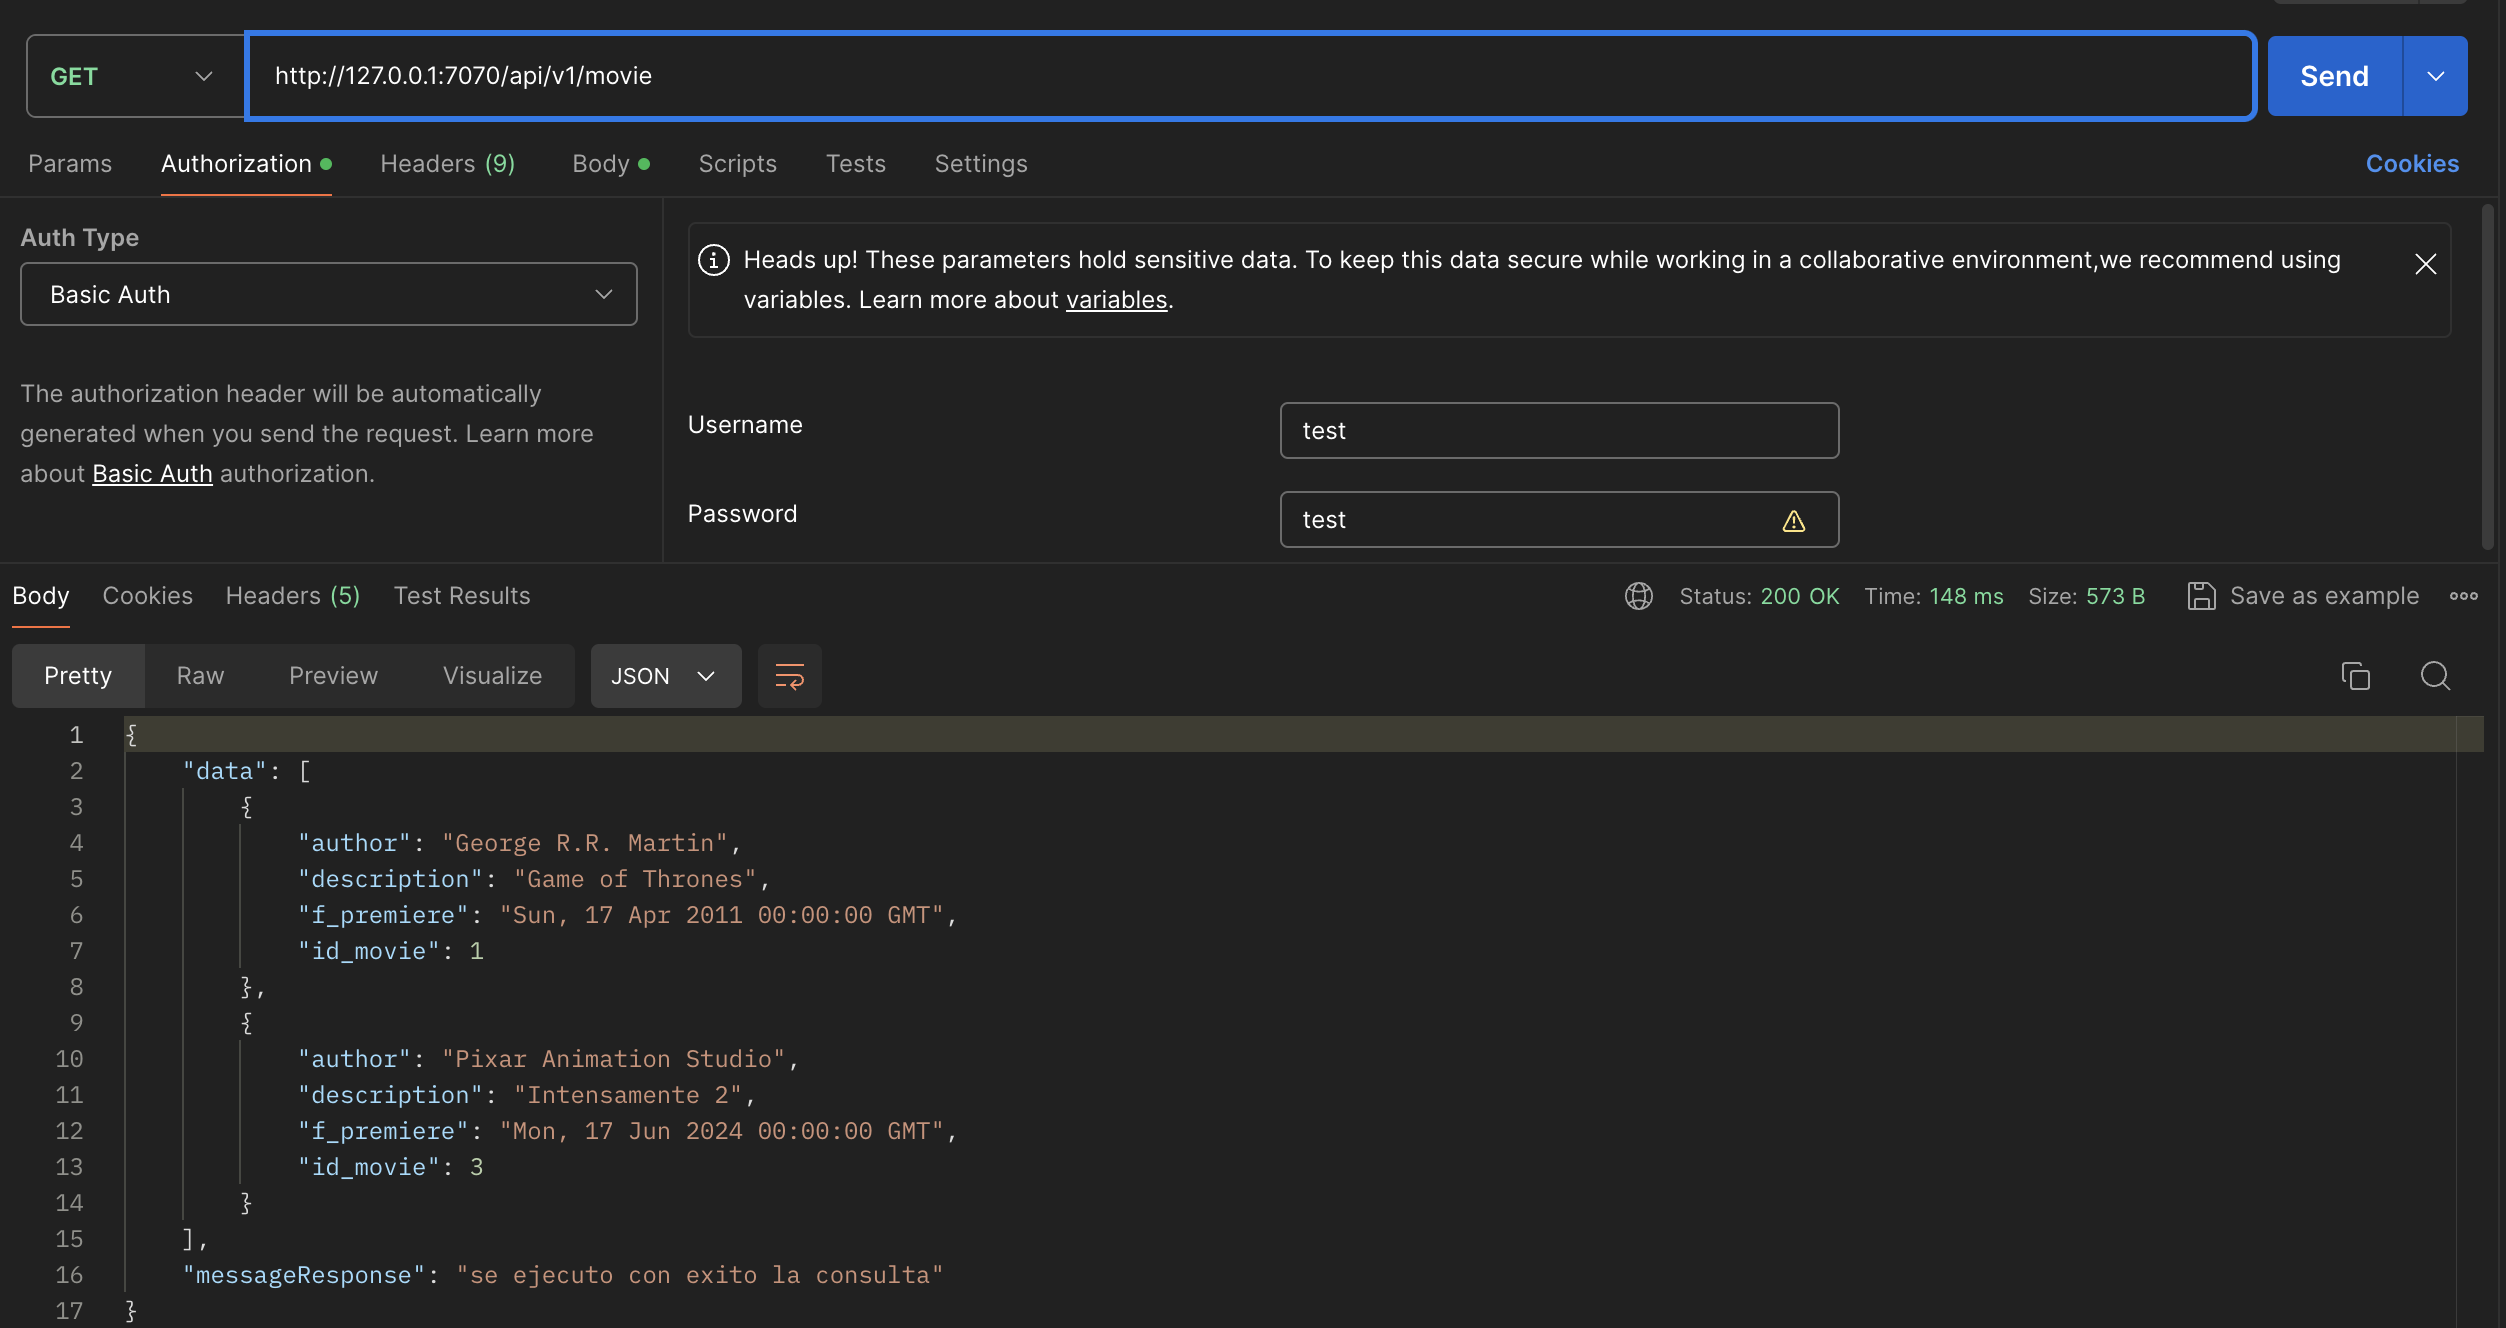 GET http://127.0.0.1:7070/api/v1/movie Send
Params Authorization Headers (9) Body Scripts Tests Settings Cookies
Auth Type
Basic Auth
The authorization header will be automatically
generated when you send the request. Learn more
about Basic Auth authorization.
Heads up! These parameters hold sensitive data. To keep this data secure while working in a collaborative environment,we recommend using
variables. Learn more about variables.
Username test
Password test
Body Cookies Headers (5) Test Results Status: 200 OK Time: 148 ms Size: 573 B Save as example
Pretty Raw Preview Visualize JSON
1 {
2 "data": [
3 {
4 "author": "George R.R. Martin",
5 "description": "Game of Thrones",
6 "f_premiere": "Sun, 17 Apr 2011 00:00:00 GMT",
7 "id_movie": 1
8 },
9 {
10 "author": "Pixar Animation Studio",
11 "description": "Intensamente 2",
12 "f_premiere": "Mon, 17 Jun 2024 00:00:00 GMT",
13 "id_movie": 3
14 }
15 ],
16 "messageResponse": "se ejecuto con exito la consulta"
17 }